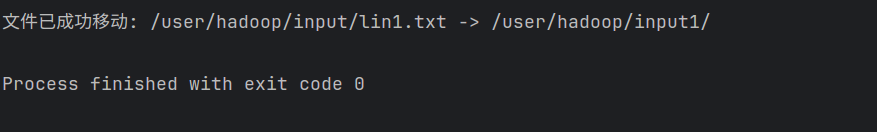 文件已成功移动: /user/hadoop/input/lin1.txt -> /user/hadoop/input1/
Process finished with exit code 0